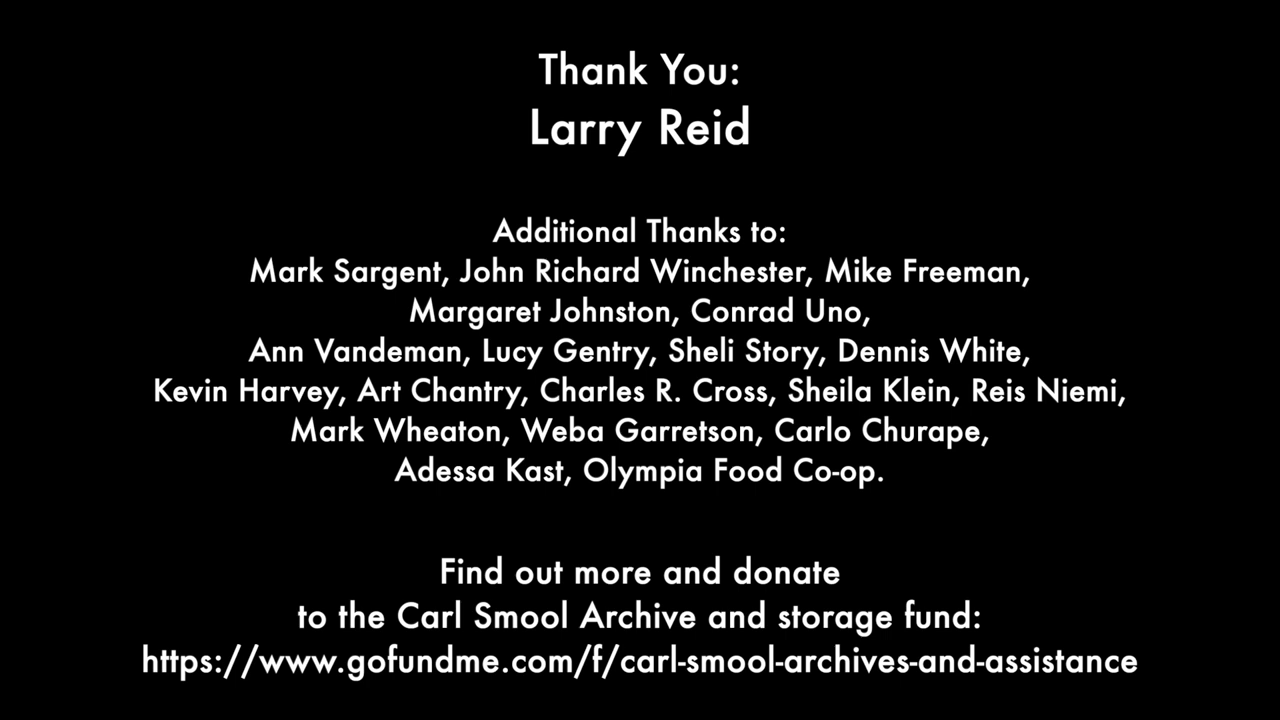 Thank You:
Larry Reid
Additional Thanks to:
Mark Sargent, John Richard Winchester, Mike Freeman,
Margaret Johnston, Conrad Uno,
Ann Vandeman, Lucy Gentry, Sheli Story, Dennis White,
Kevin Harvey, Art Chantry, Charles R. Cross, Sheila Klein, Reis Niemi,
Mark Wheaton, Weba Garretson, Carlo Churape,
Adessa Kast, Olympia Food Co-op.
Find out more and donate
to the Carl Smool Archive and storage fund:
https://www.gofundme.com/f/carl-smool-archives-and-assistance